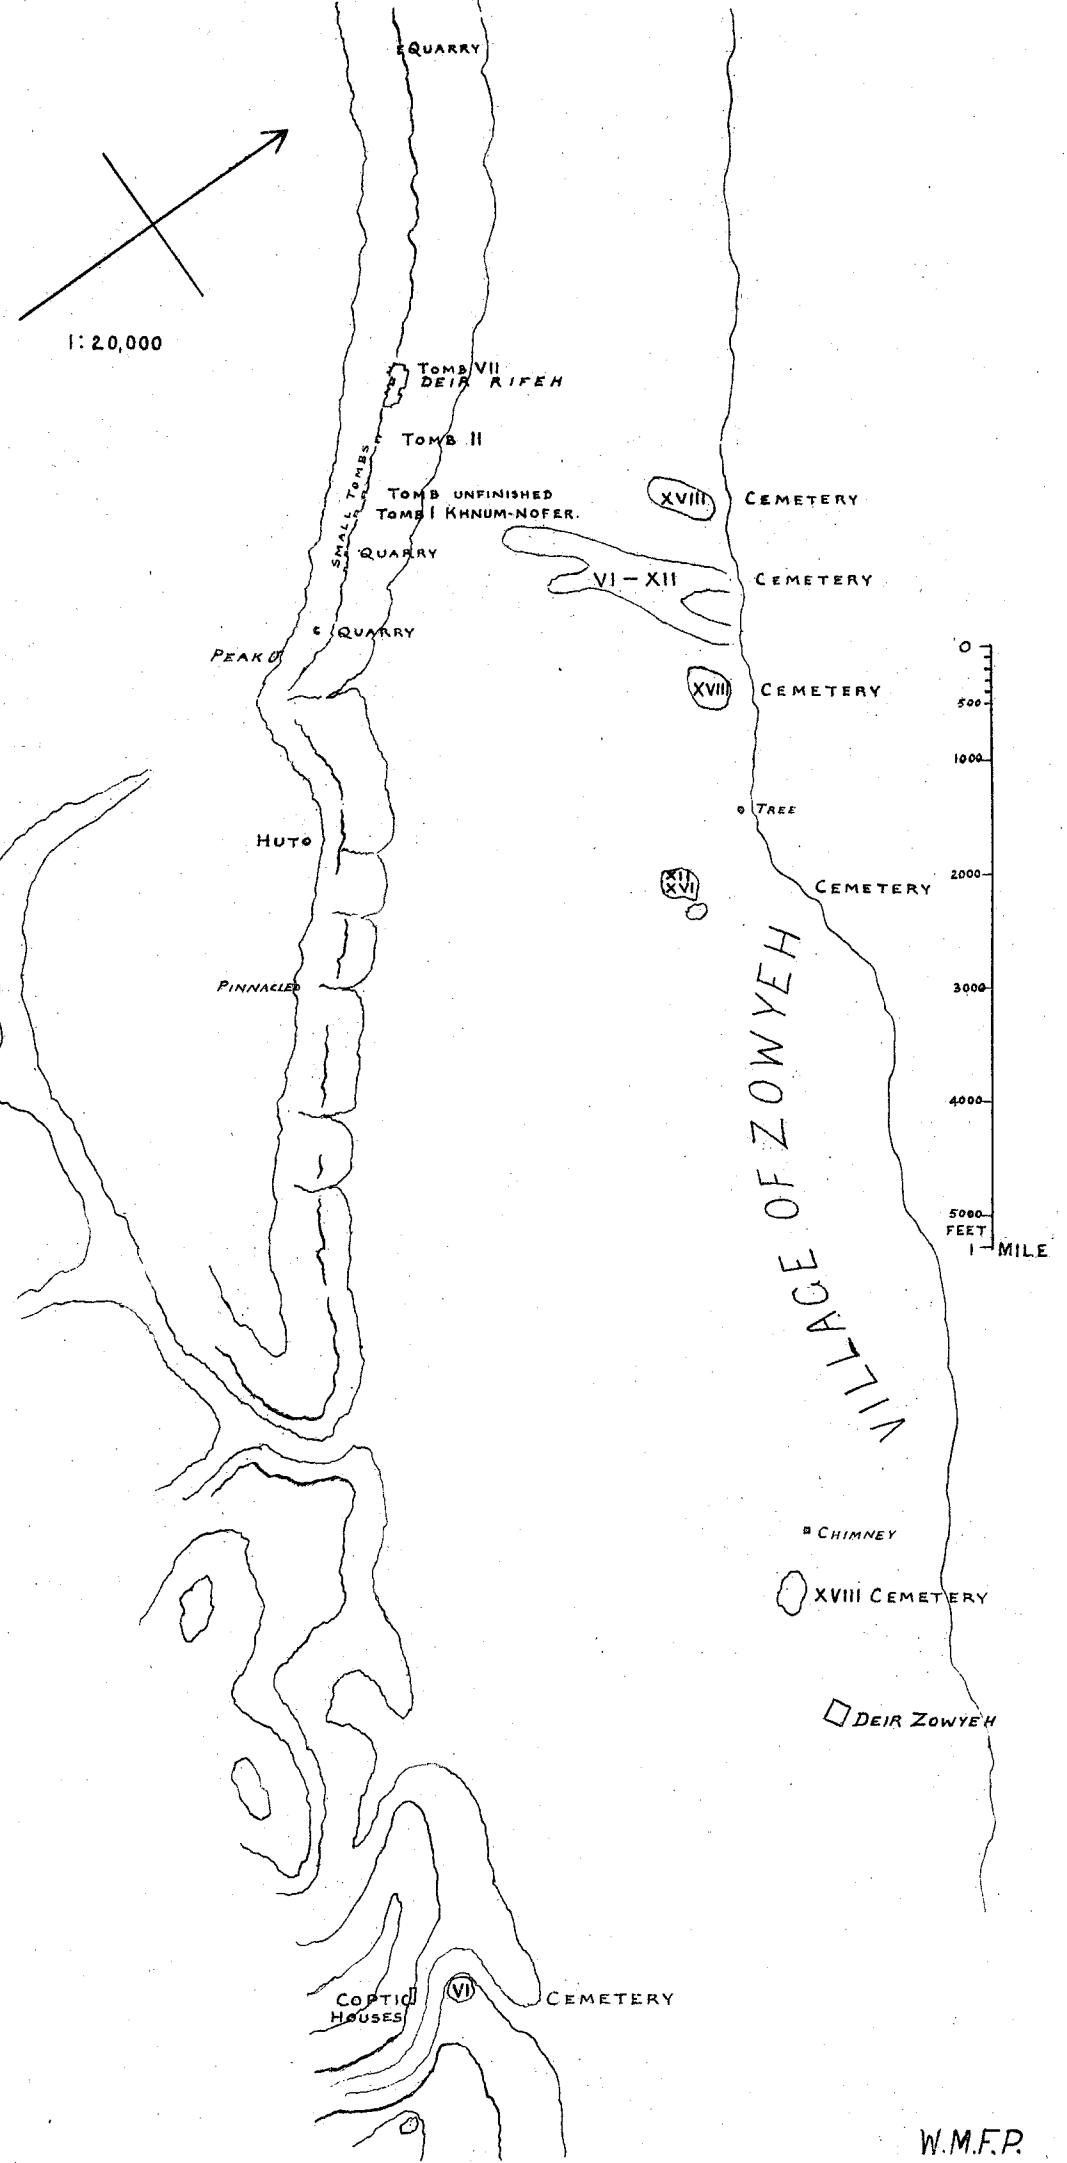 QUARRY
1:20,000
TOMB VII
DEIR RIFEH
TOMB II
SMALL TOMBS
TOMB UNFINISHED
TOMB I KHNUM-NOFER.
XVIII
CEMETERY
QUARRY
VI - XII
CEMETERY
QUARRY
PEAK
XVIII
CEMETERY
0
500
1000
2000
3000
4000
5000
FEET
1 MILE
TREE
HUT
XII
XVI
CEMETERY
PINNACLE
VILLAGE OF ZOWYEH
CHIMNEY
XVIII CEMETERY
DEIR ZOWYEH
COPTIC
HOUSES
VI
CEMETERY
W.M.F.P.